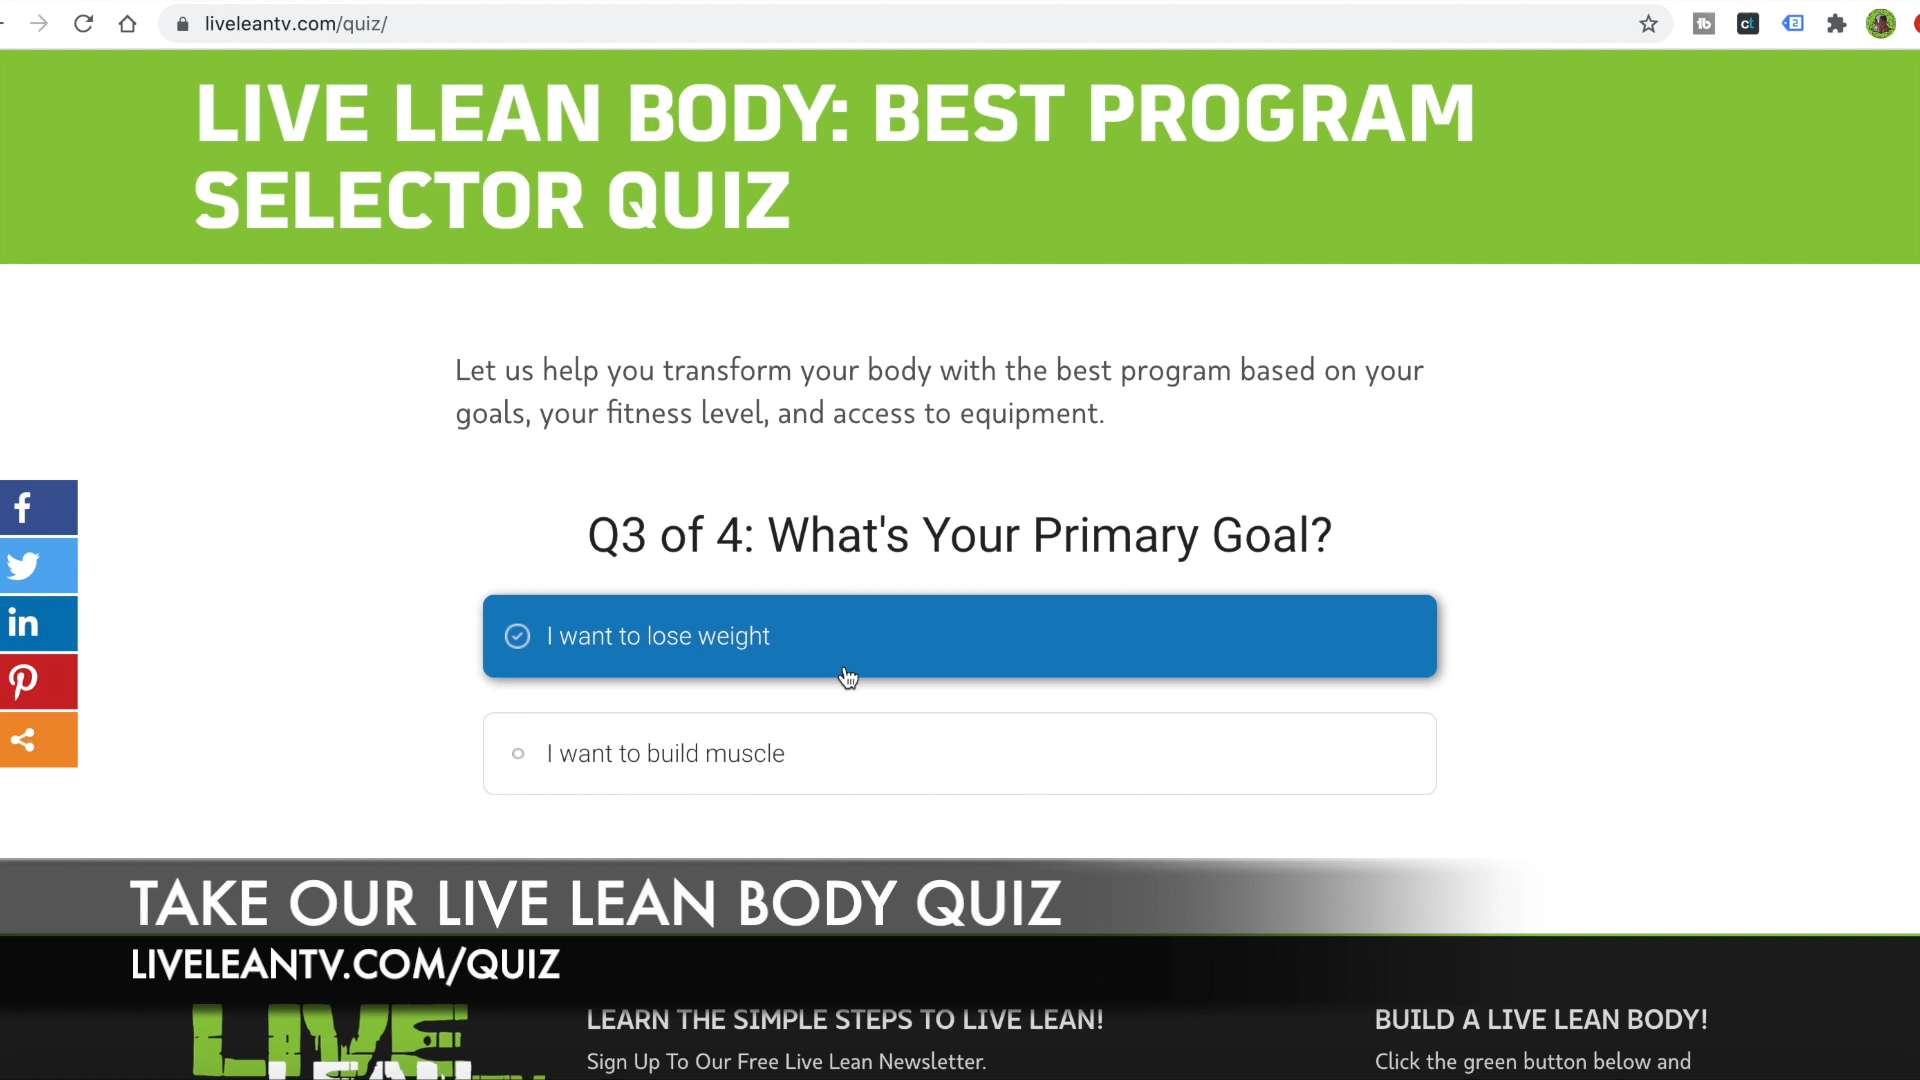 liveleantv.com/quiz/
LIVE LEAN BODY: BEST PROGRAM
SELECTOR QUIZ
Let us help you transform your body with the best program based on your
goals, your fitness level, and access to equipment.
Q3 of 4: What's Your Primary Goal?
I want to lose weight
I want to build muscle
TAKE OUR LIVE LEAN BODY QUIZ
LIVELEANTV.COM/QUIZ
LIVE
LEAN
LEARN THE SIMPLE STEPS TO LIVE LEAN!
Sign Up To Our Free Live Lean Newsletter.
BUILD A LIVE LEAN BODY!
Click the green button below and